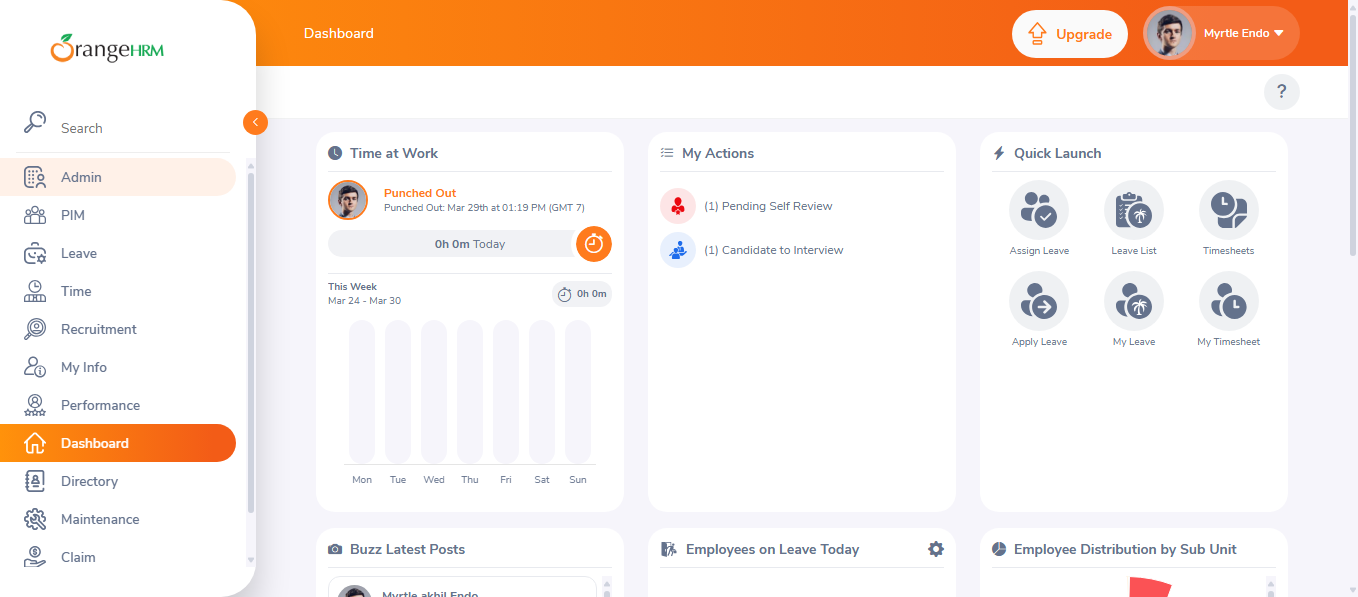 OrangeHRM
Search
Admin
PIM
Leave
Time
Recruitment
My Info
Performance
Dashboard
Directory
Maintenance
Claim
Dashboard
Upgrade
Myrtle Endo
?
Time at Work
Punched Out
Punched Out: Mar 29th at 01:19 PM (GMT 7)
0h 0m Today
This Week
Mar 24 - Mar 30
0h 0m
Mon Tue Wed Thu Fri Sat Sun
My Actions
(1) Pending Self Review
(1) Candidate to Interview
Quick Launch
Assign Leave
Leave List
Timesheets
Apply Leave
My Leave
My Timesheet
Buzz Latest Posts
Myrtle akhil Endo
Employees on Leave Today
Employee Distribution by Sub Unit